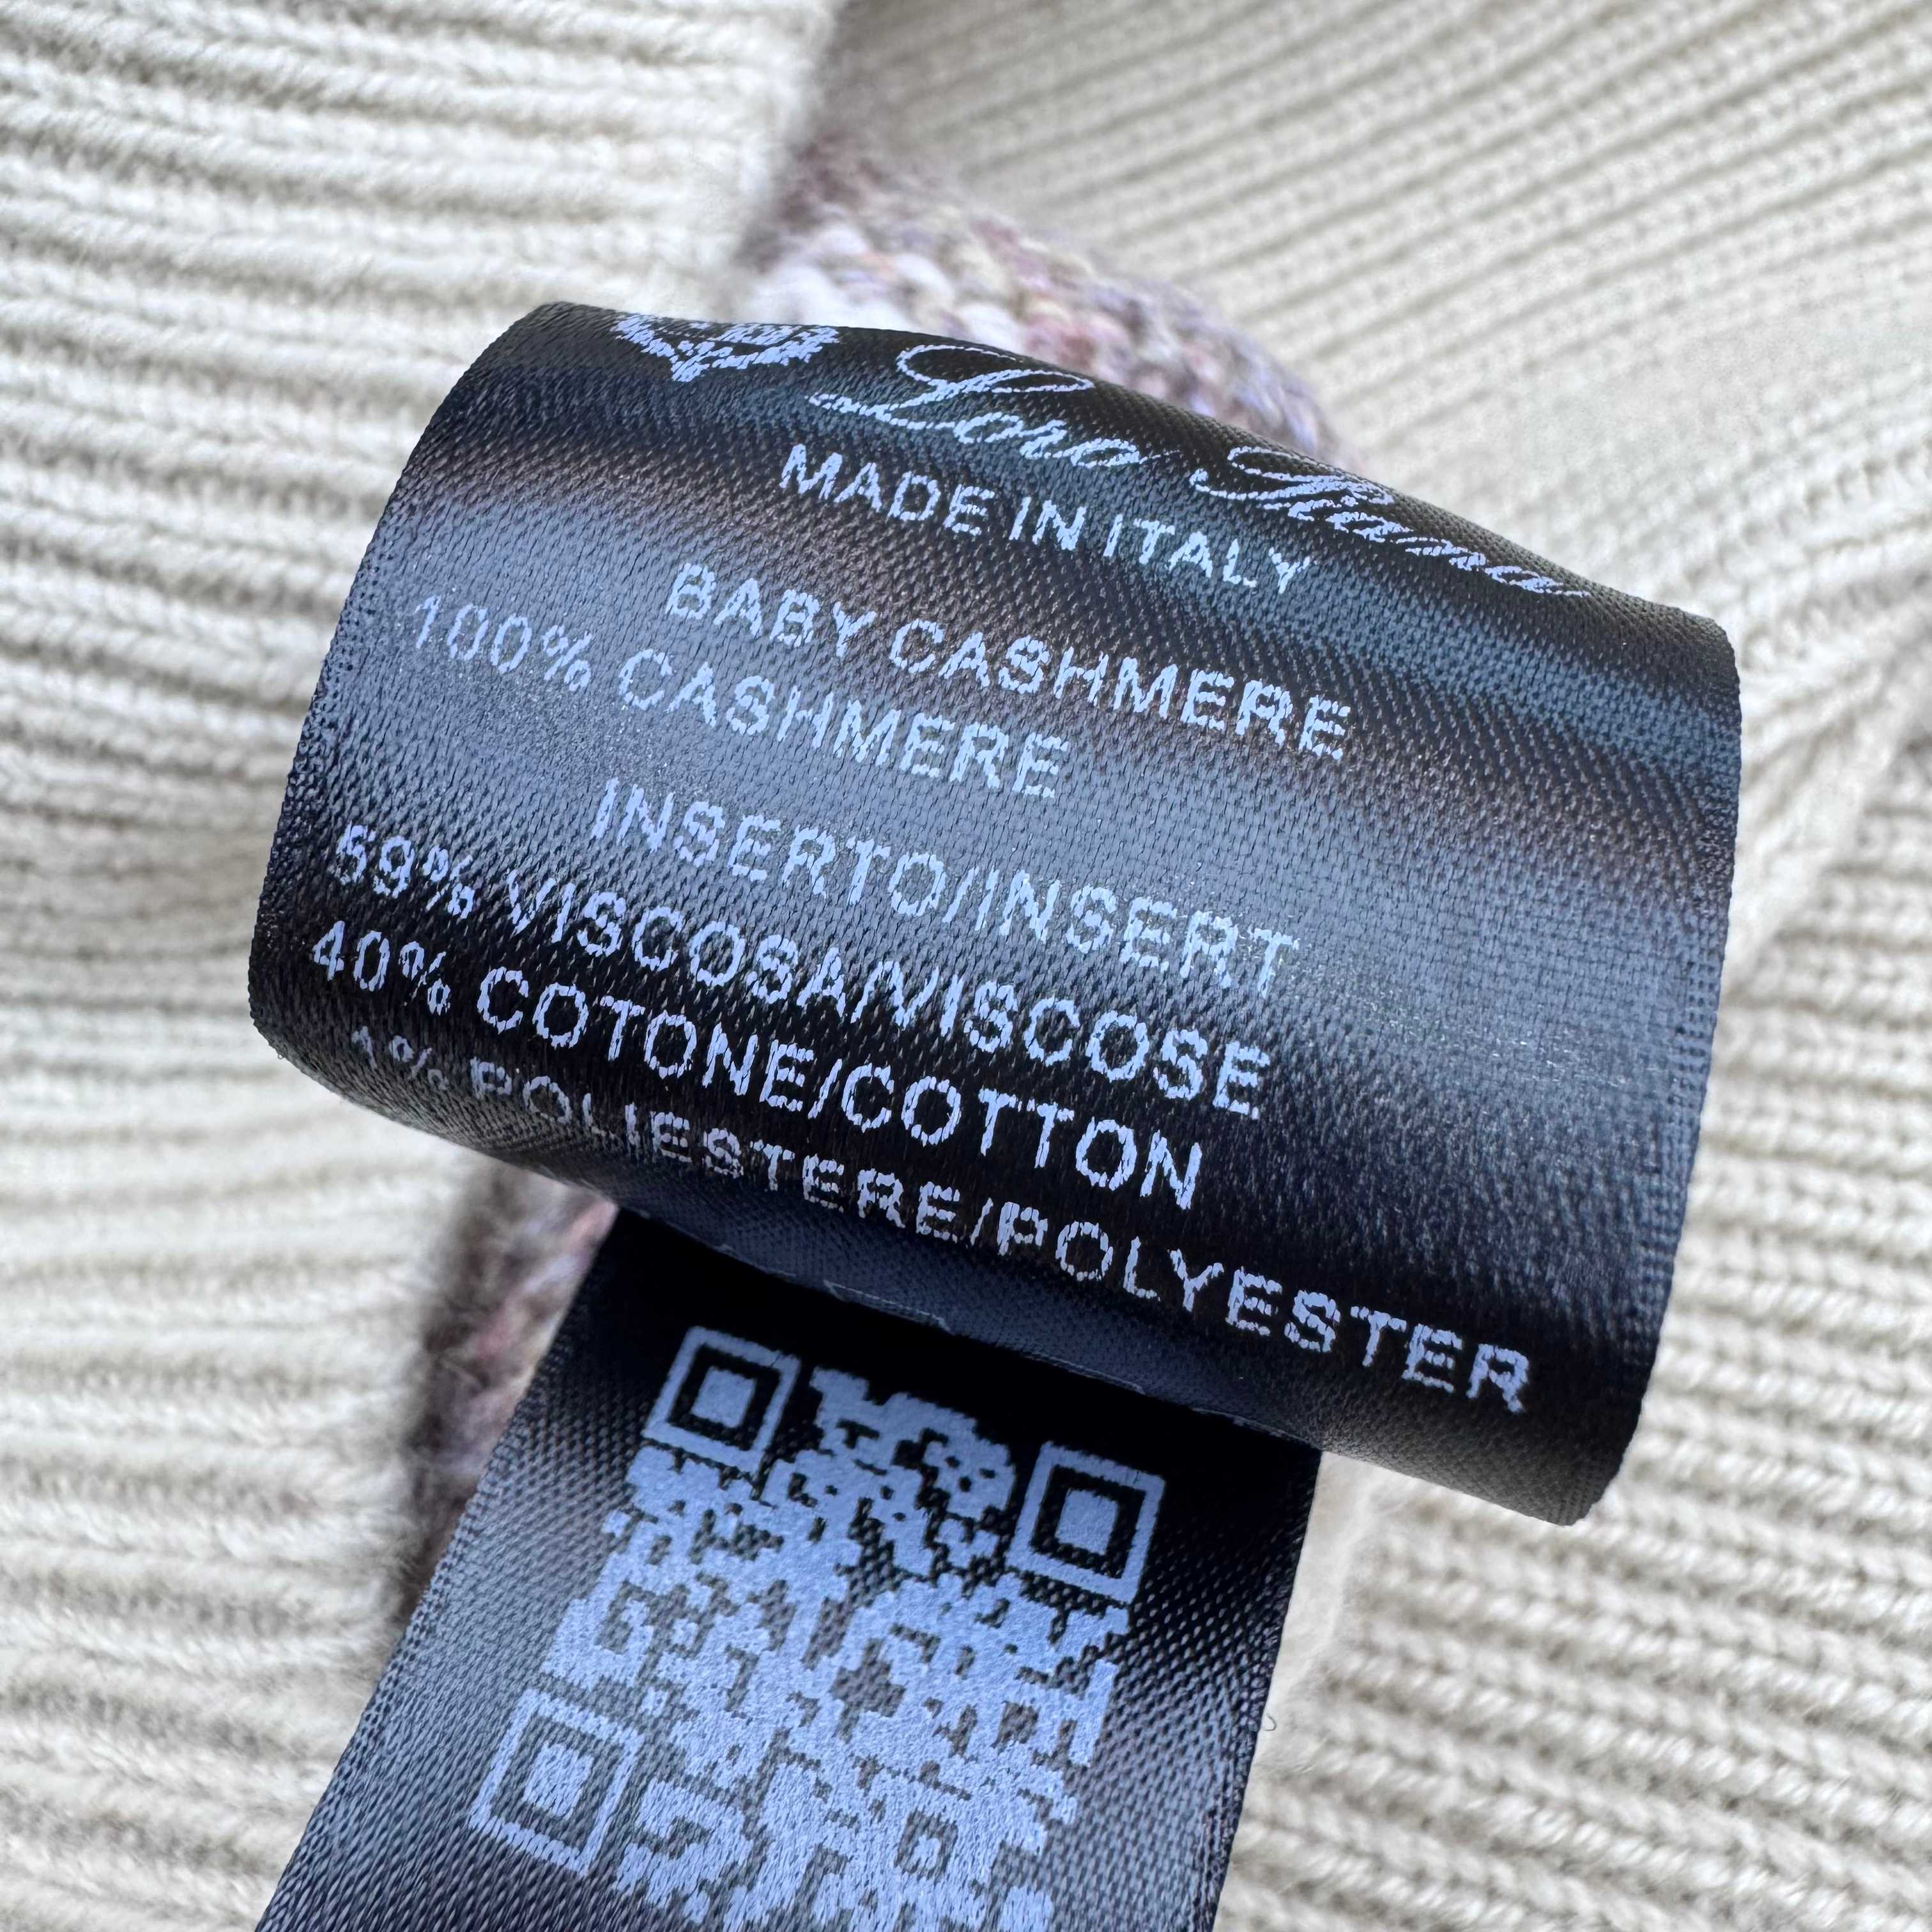 Loro Piana
MADE IN ITALY
BABY CASHMERE
100% CASHMERE
INSERTO/INSERT
59% VISCOSA/VISCOSE
40% COTONE/COTTON
1% POLIESTERE/POLYESTER